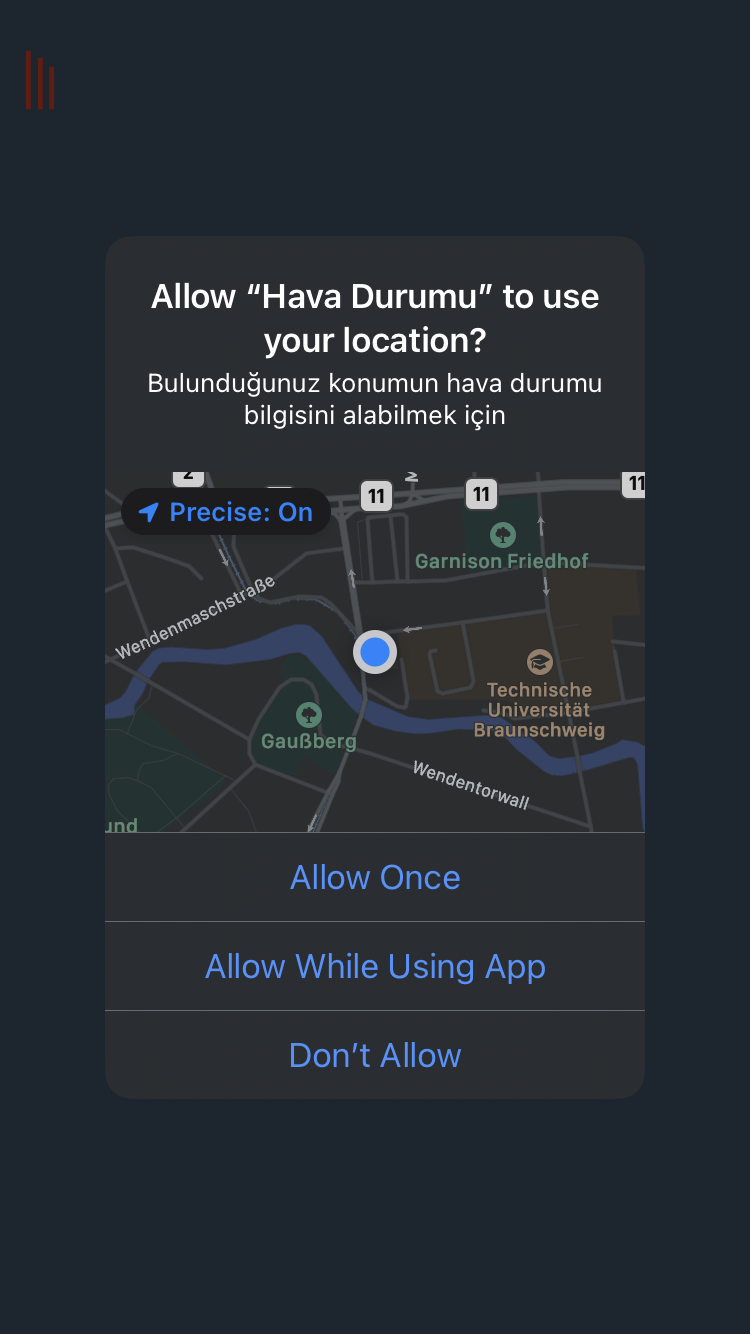 Allow “Hava Durumu” to use
your location?
Bulunduğunuz konumun hava durumu
bilgisini alabilmek için
2
11
11
11
Precise: On
Garnison Friedhof
Wendenmaschstraße
Technische
Universität
Braunschweig
Gaußberg
Wendentorwall
Allow Once
Allow While Using App
Don’t Allow